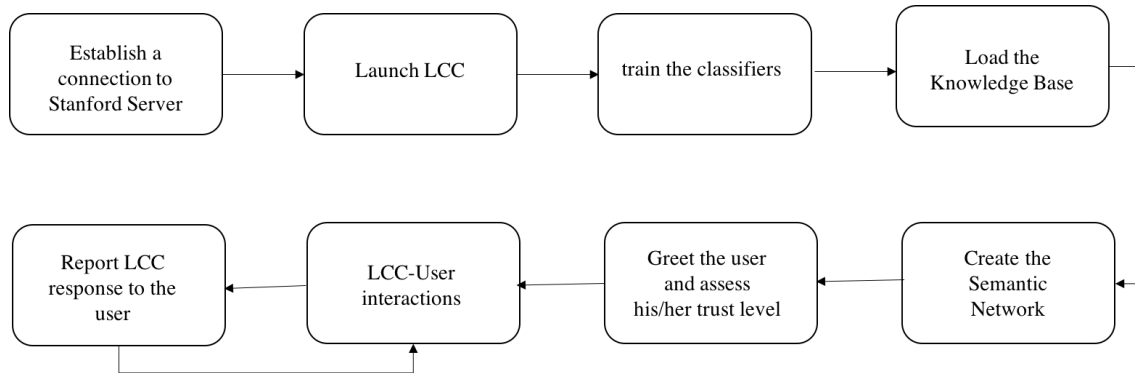 Establish a
connection to
Stanford Server
Launch LCC
train the classifiers
Load the
Knowledge Base
Create the
Semantic
Network
Greet the user
and assess
his/her trust level
LCC-User
interactions
Report LCC
response to the
user